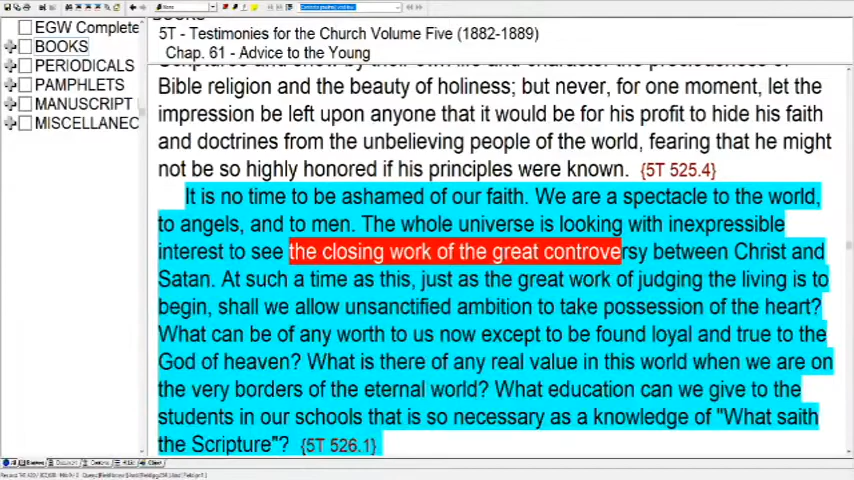 EGW Complete
BOOKS
PERIODICALS
PAMPHLETS
MANUSCRIPT
MISCELLANEC
5T - Testimonies for the Church Volume Five (1882-1889)
Chap. 61 - Advice to the Young
Bible religion and the beauty of holiness; but never, for one moment, let the
impression be left upon anyone that it would be for his profit to hide his faith
and doctrines from the unbelieving people of the world, fearing that he might
not be so highly honored if his principles were known. {5T 525.4}
It is no time to be ashamed of our faith. We are a spectacle to the world,
to angels, and to men. The whole universe is looking with inexpressible
interest to see the closing work of the great controversy between Christ and
Satan. At such a time as this, just as the great work of judging the living is to
begin, shall we allow unsanctified ambition to take possession of the heart?
What can be of any worth to us now except to be found loyal and true to the
God of heaven? What is there of any real value in this world when we are on
the very borders of the eternal world? What education can we give to the
students in our schools that is so necessary as a knowledge of "What saith
the Scripture"? {5T 526.1}